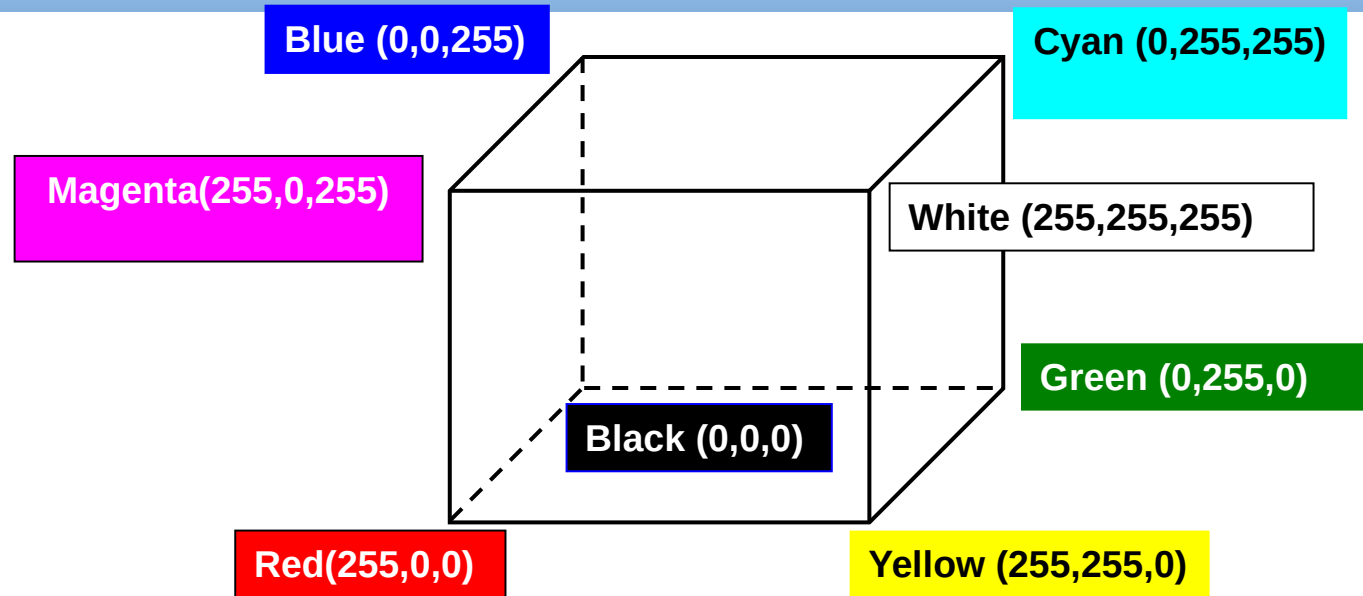 Blue (0,0,255)
Cyan (0,255,255)
Magenta(255,0,255)
White (255,255,255)
Green (0,255,0)
Black (0,0,0)
Red(255,0,0)
Yellow (255,255,0)